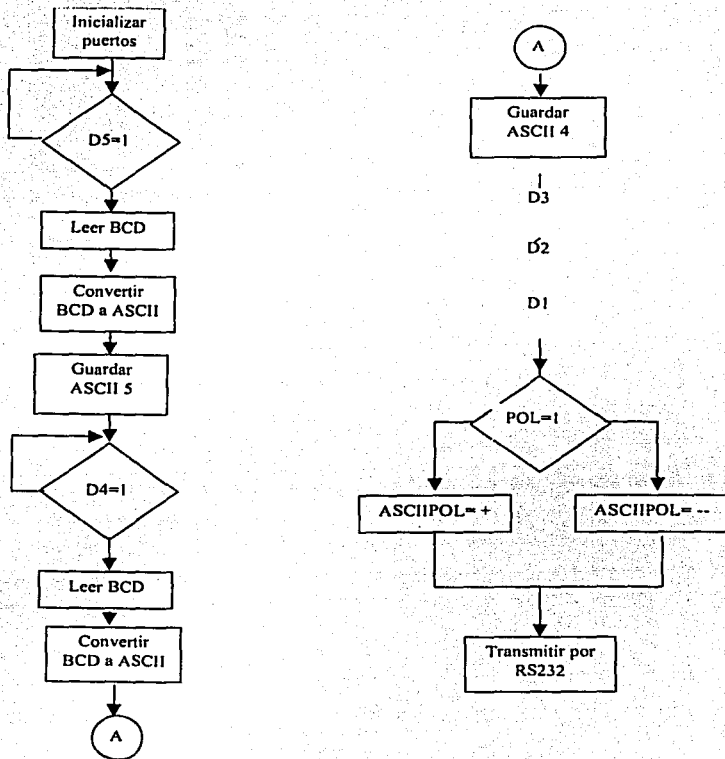 Inicializar
puertos
D5=1
Leer BCD
Convertir
BCD a ASCII
Guardar
ASCII 5
D4=1
Leer BCD
Convertir
BCD a ASCII
A
A
Guardar
ASCII 4
D3
D2
D1
POL=1
ASCIIPOL= +
ASCIIPOL= --
Transmitir por
RS232